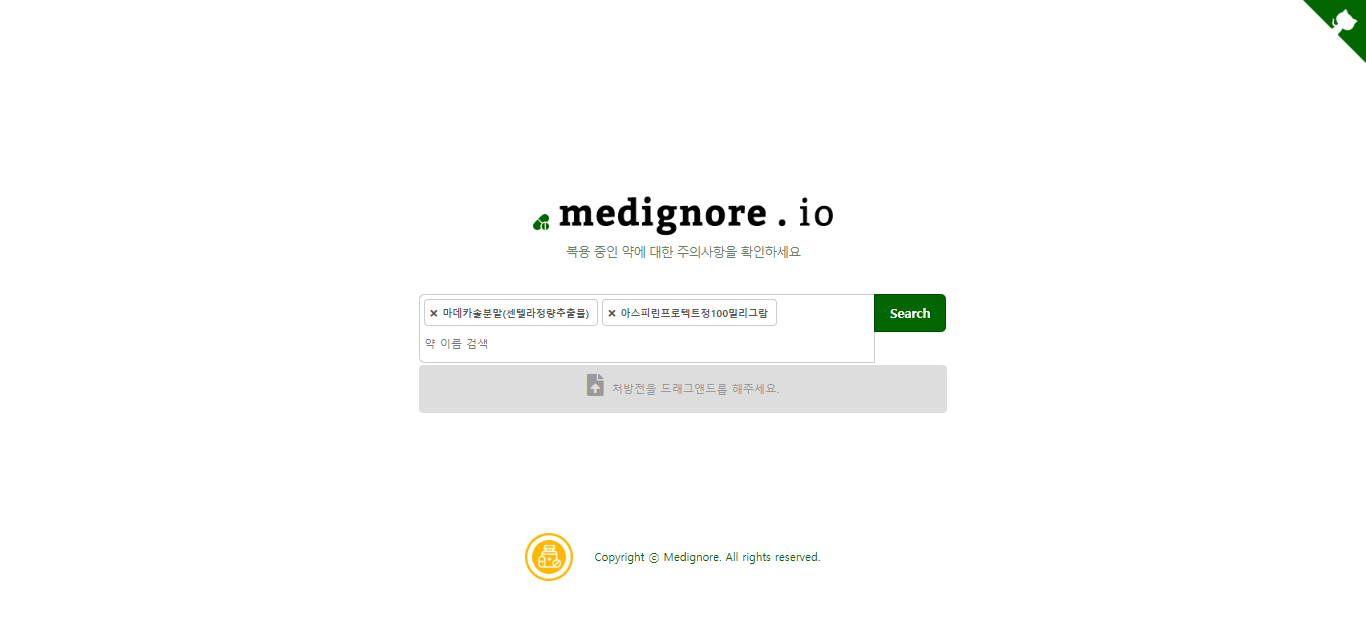 medignore . io
복용 중인 약에 대한 주의사항을 확인하세요
× 마데카솔분말(센텔라정량추출물) × 아스피린프로텍트정100밀리그람
Search
약 이름 검색
처방전을 드래그앤드롭 해주세요.
Copyright ⓒ Medignore. All rights reserved.